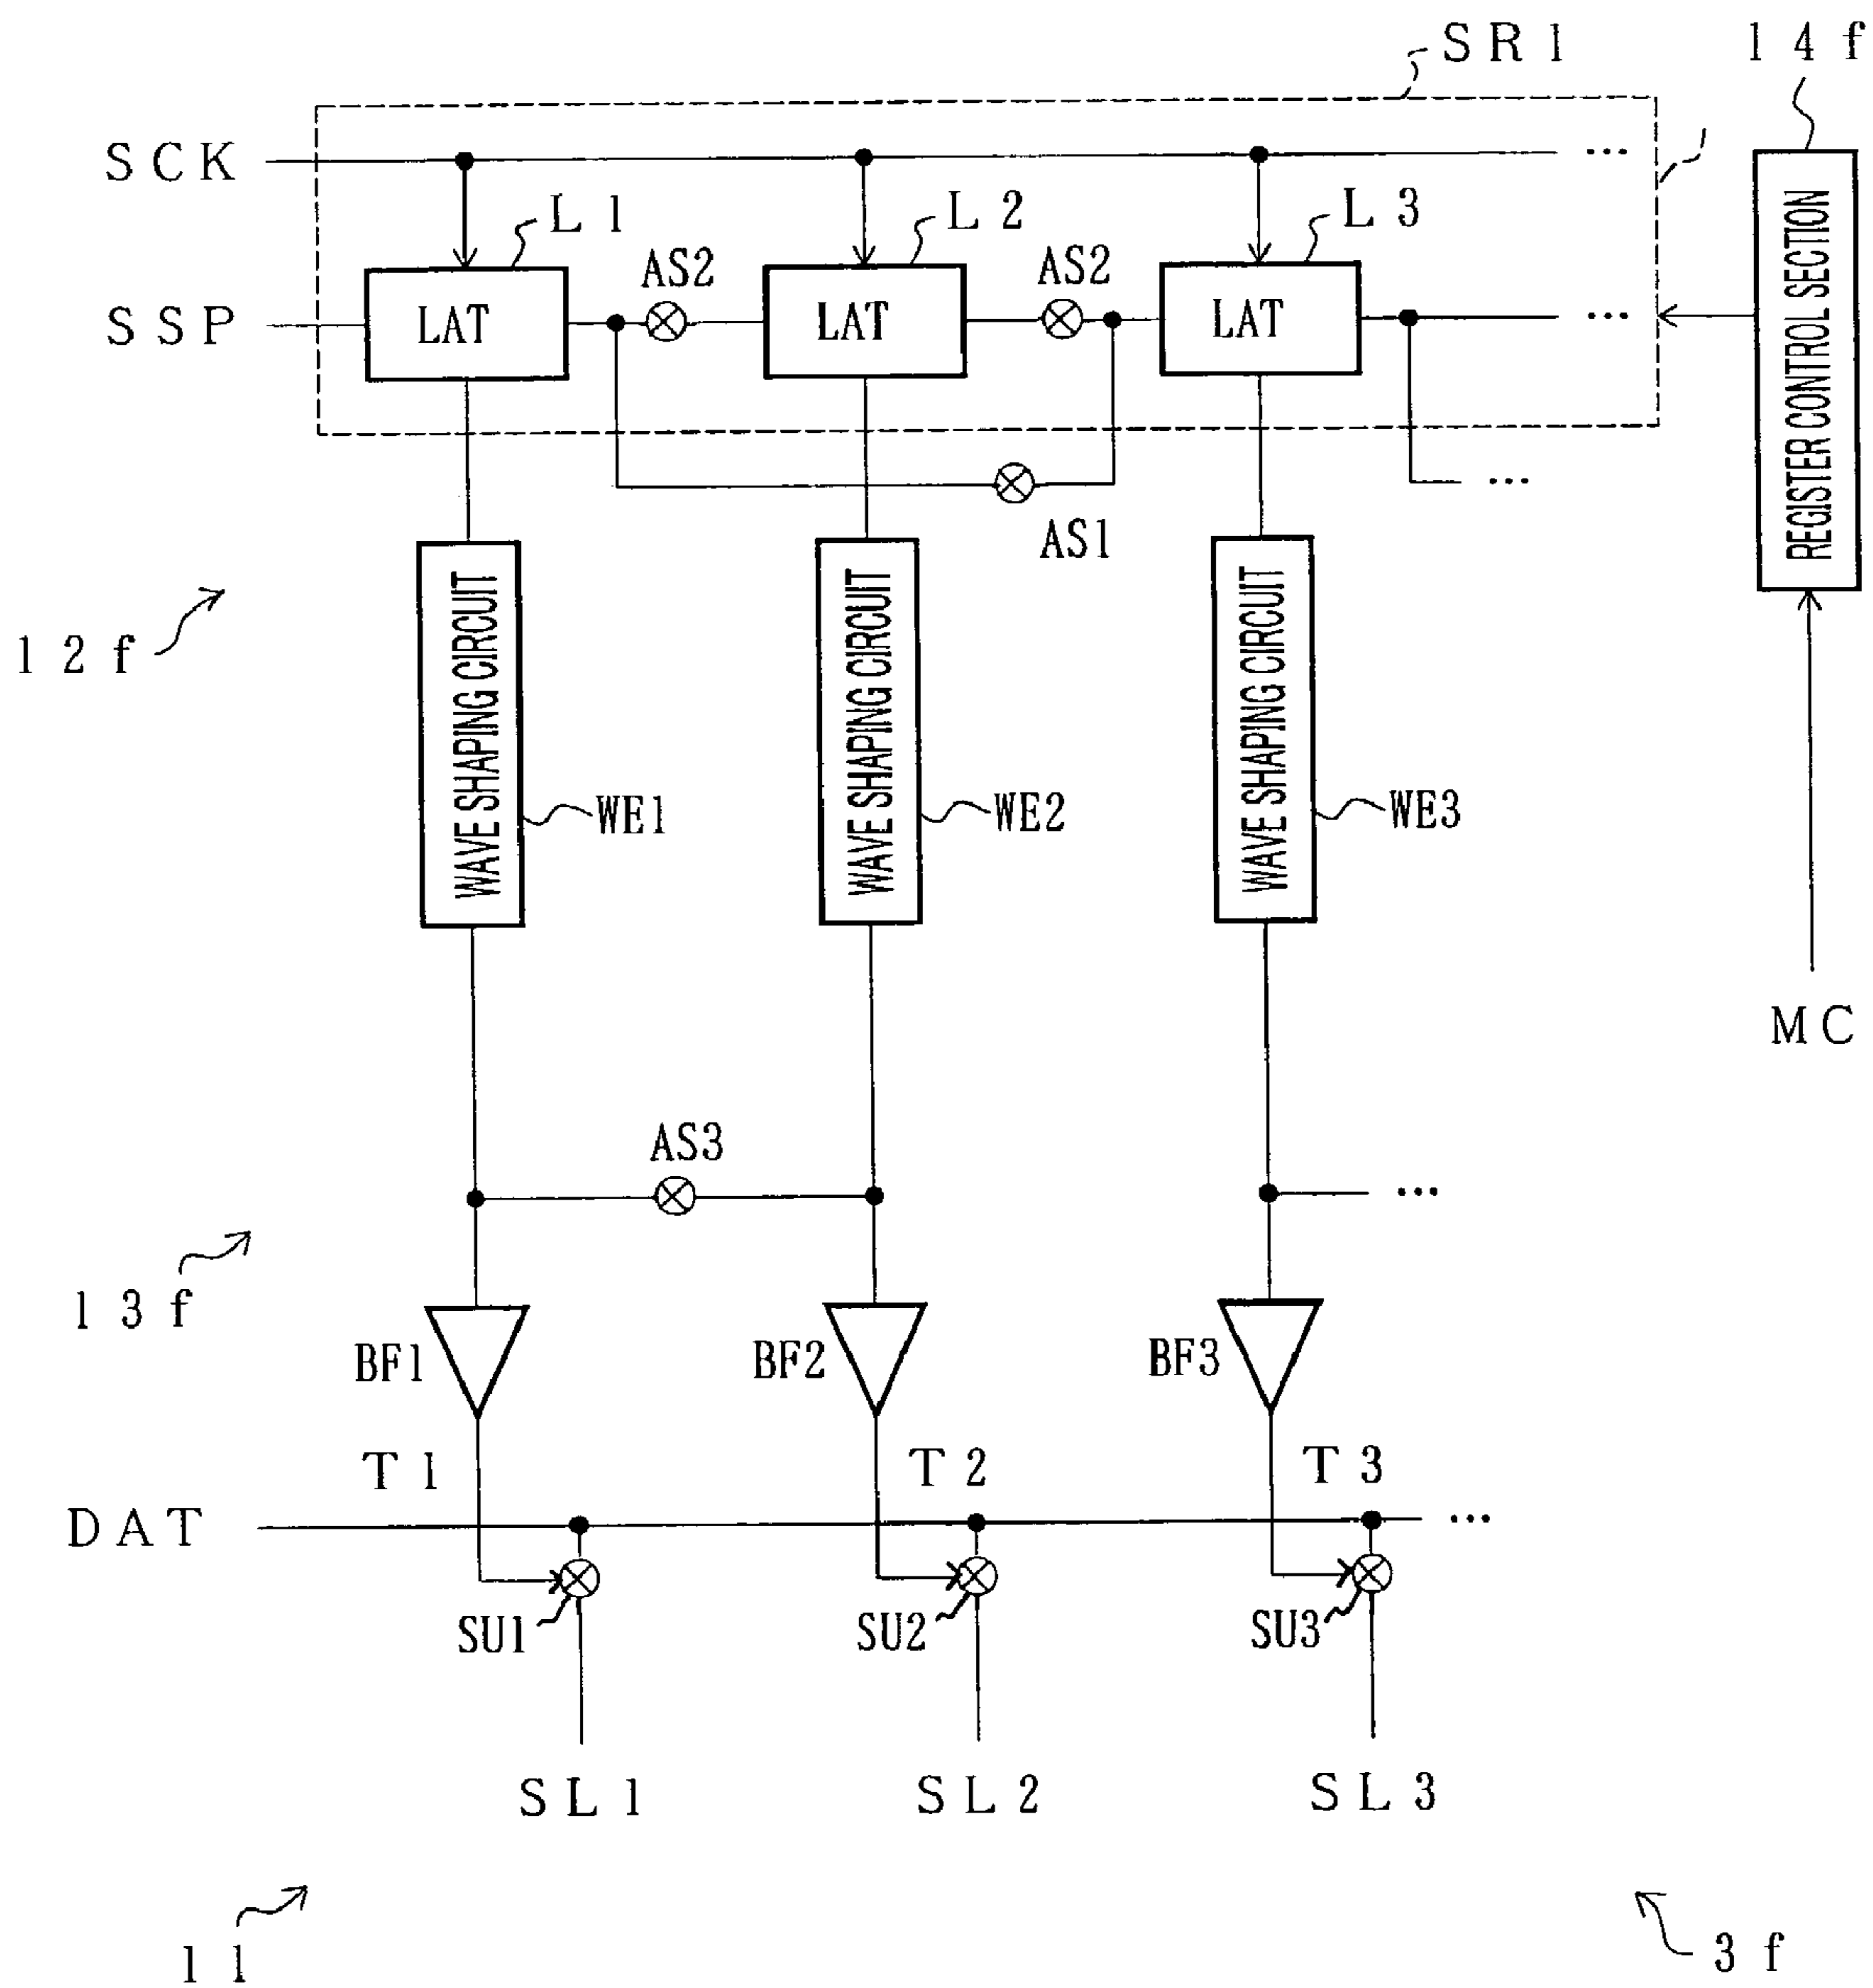 SR1
14f
SCK
L1
L2
L3
AS2
AS2
SSP
LAT
LAT
LAT
...
...
REGISTER CONTROL SECTION
AS1
...
12f
WAVE SHAPING CIRCUIT
WAVE SHAPING CIRCUIT
WAVE SHAPING CIRCUIT
WE1
WE2
WE3
MC
AS3
...
13f
BF1
BF2
BF3
T1
T2
T3
DAT
...
SU1
SU2
SU3
SL1
SL2
SL3
11
3f